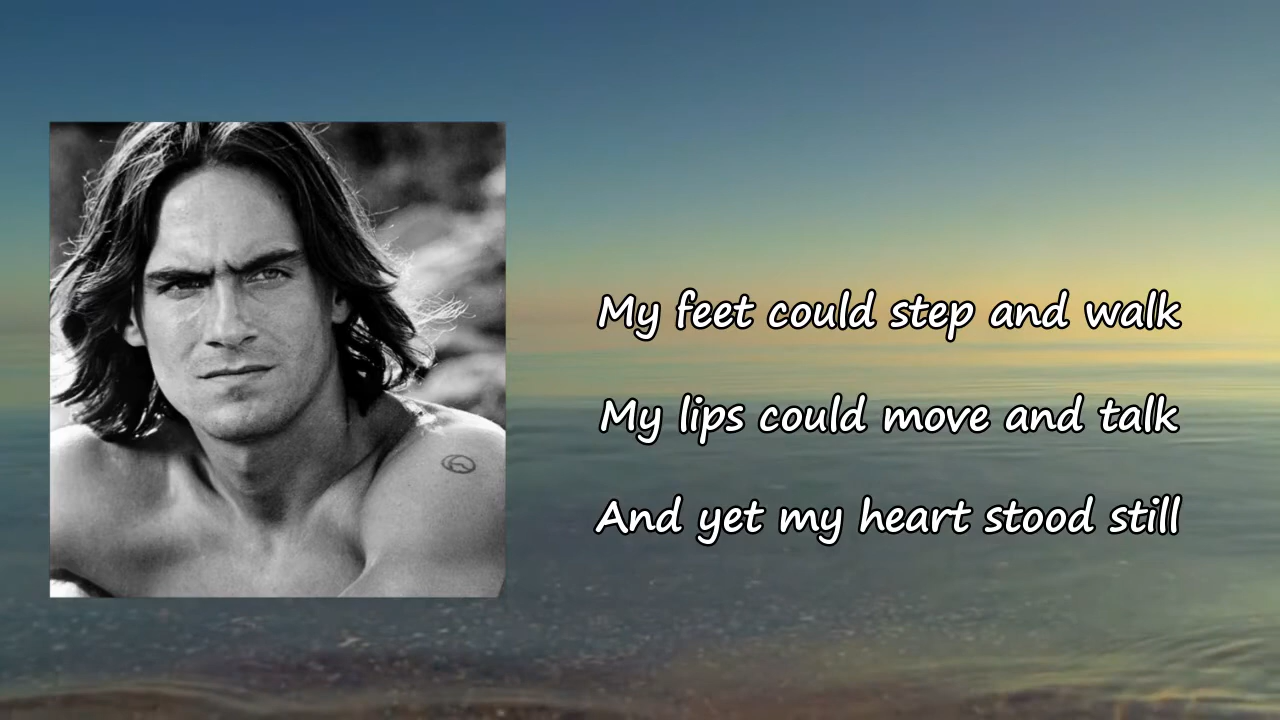 My feet could step and walk
My lips could move and talk
And yet my heart stood still